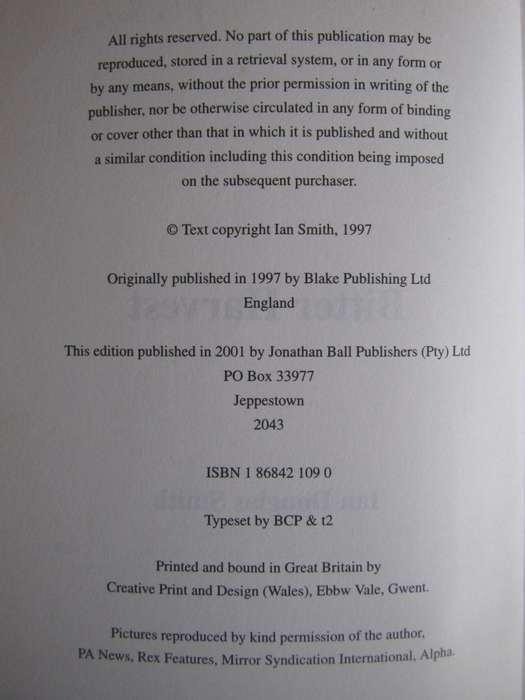 All rights reserved. No part of this publication may be
reproduced, stored in a retrieval system, or in any form or
by any means, without the prior permission in writing of the
publisher, nor be otherwise circulated in any form of binding
or cover other than that in which it is published and without
a similar condition including this condition being imposed
on the subsequent purchaser.
© Text copyright Ian Smith, 1997
Originally published in 1997 by Blake Publishing Ltd
England
This edition published in 2001 by Jonathan Ball Publishers (Pty) Ltd
PO Box 33977
Jeppestown
2043
ISBN 1 86842 109 0
Typeset by BCP & t2
Printed and bound in Great Britain by
Creative Print and Design (Wales), Ebbw Vale, Gwent.
Pictures reproduced by kind permission of the author,
PA News, Rex Features, Mirror Syndication International, Alpha.